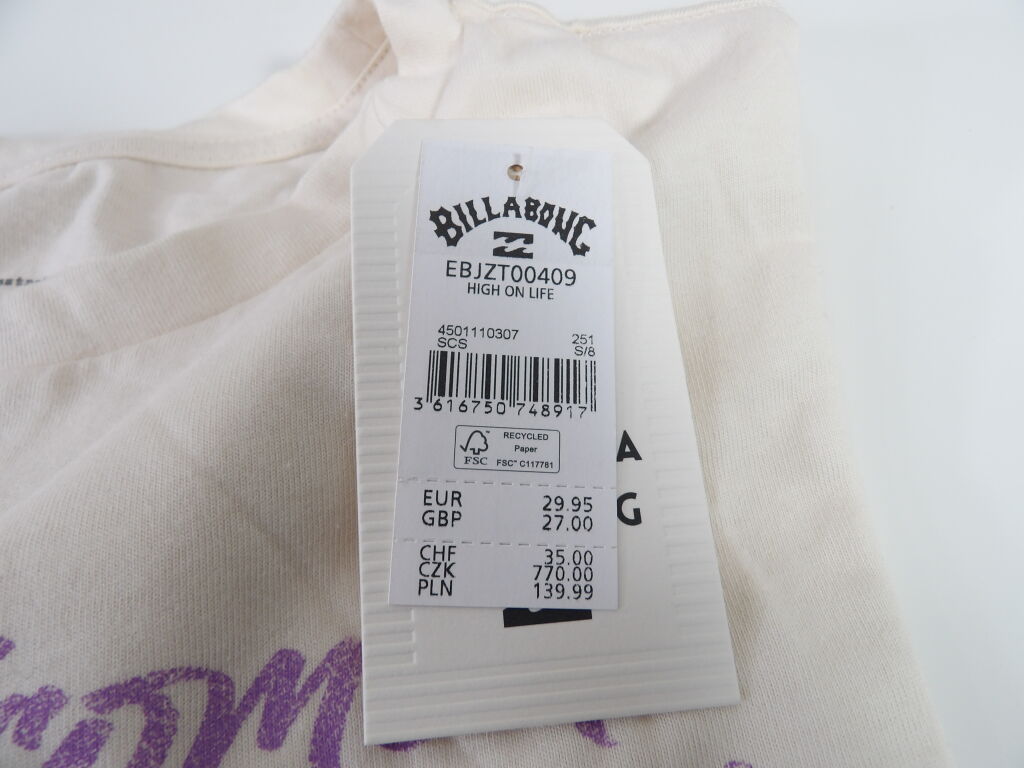 BILLABONG
EBJZT00409
HIGH ON LIFE
4501110307 251
SCS S/8
3 616750 748917
RECYCLED
Paper
FSC™ C117781
FSC
A
G
EUR 29.95
GBP 27.00
CHF 35.00
CZK 770.00
PLN 139.99